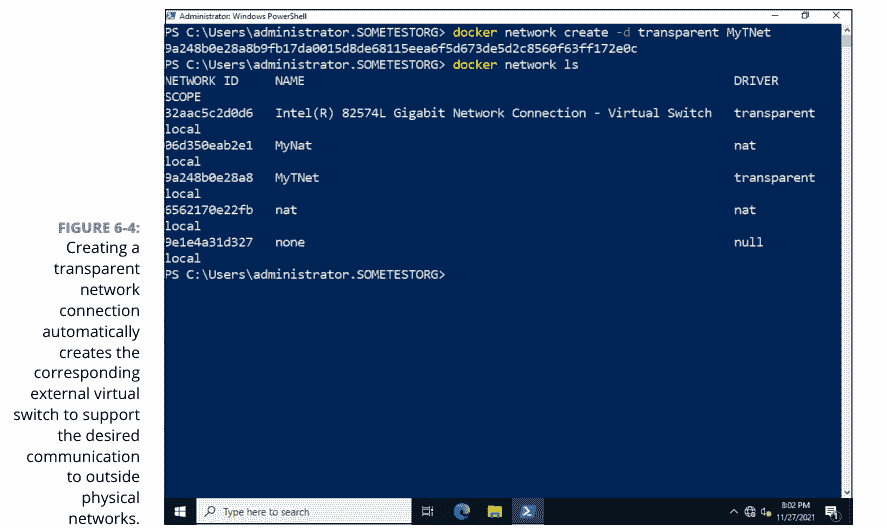 Administrator: Windows PowerShell
PS C:\Users\administrator.SOMETESTORG> docker network create -d transparent MyTNet
9a248b0e28a8b9fb17da0015d8de68115eea6f5d673de5d2c8560f63ff172e0c
PS C:\Users\administrator.SOMETESTORG> docker network ls
NETWORK ID NAME DRIVER
SCOPE
32aac5c2d0d6 Intel(R) 82574L Gigabit Network Connection - Virtual Switch transparent
local
06d350eab2e1 MyNat nat
local
9a248b0e28a8 MyTNet transparent
local
6562170e22fb nat nat
local
9e1e4a31d327 none null
local
PS C:\Users\administrator.SOMETESTORG>
FIGURE 6-4:
Creating a
transparent
network
connection
automatically
creates the
corresponding
external virtual
switch to support
the desired
communication
to outside
physical
networks.
Type here to search
8:02 PM
11/27/2021
1